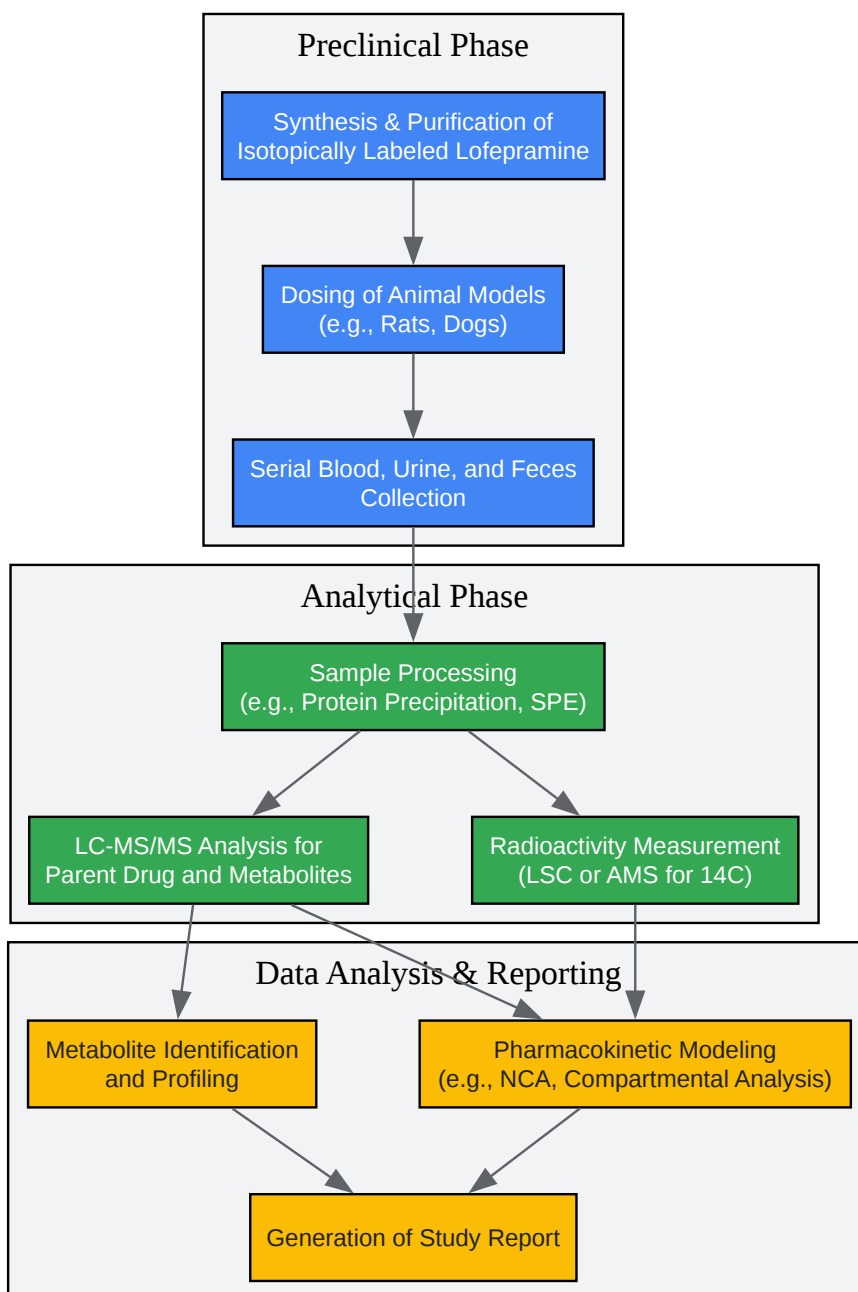 Preclinical Phase
Synthesis & Purification of
Isotopically Labeled Lofepramine
Dosing of Animal Models
(e.g., Rats, Dogs)
Serial Blood, Urine, and Feces
Collection
Analytical Phase
Sample Processing
(e.g., Protein Precipitation, SPE)
LC-MS/MS Analysis for
Parent Drug and Metabolites
Radioactivity Measurement
(LSC or AMS for 14C)
Data Analysis & Reporting
Metabolite Identification
and Profiling
Pharmacokinetic Modeling
(e.g., NCA, Compartmental Analysis)
Generation of Study Report